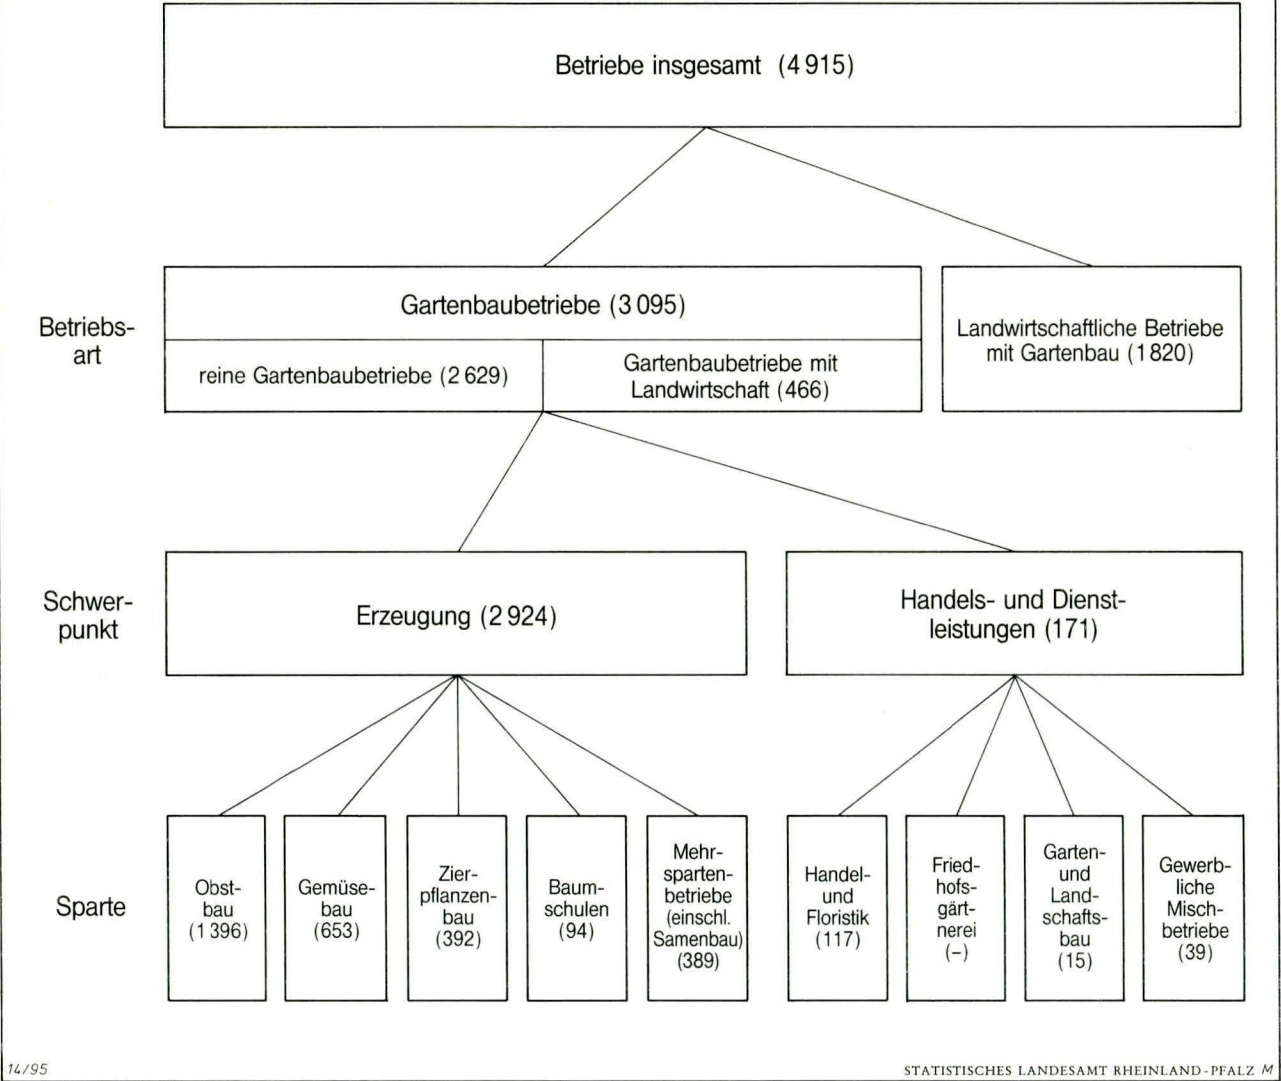 Betriebe insgesamt (4 915)
Betriebs-
art
Gartenbaubetriebe (3 095)
reine Gartenbaubetriebe (2 629)
Gartenbaubetriebe mit
Landwirtschaft (466)
Landwirtschaftliche Betriebe
mit Gartenbau (1 820)
Schwer-
punkt
Erzeugung (2 924)
Handels- und Dienst-
leistungen (171)
Sparte
Obst-
bau
(1 396)
Gemüse-
bau
(653)
Zier-
pflanzen-
bau
(392)
Baum-
schulen
(94)
Mehr-
sparten-
betriebe
(einschl.
Samenbau)
(389)
Handel-
und
Floristik
(117)
Fried-
hofs-
gärt-
nerei
(–)
Garten-
und
Land-
schafts-
bau
(15)
Gewerb-
liche
Misch-
betriebe
(39)
14/95
STATISTISCHES LANDESAMT RHEINLAND-PFALZ M